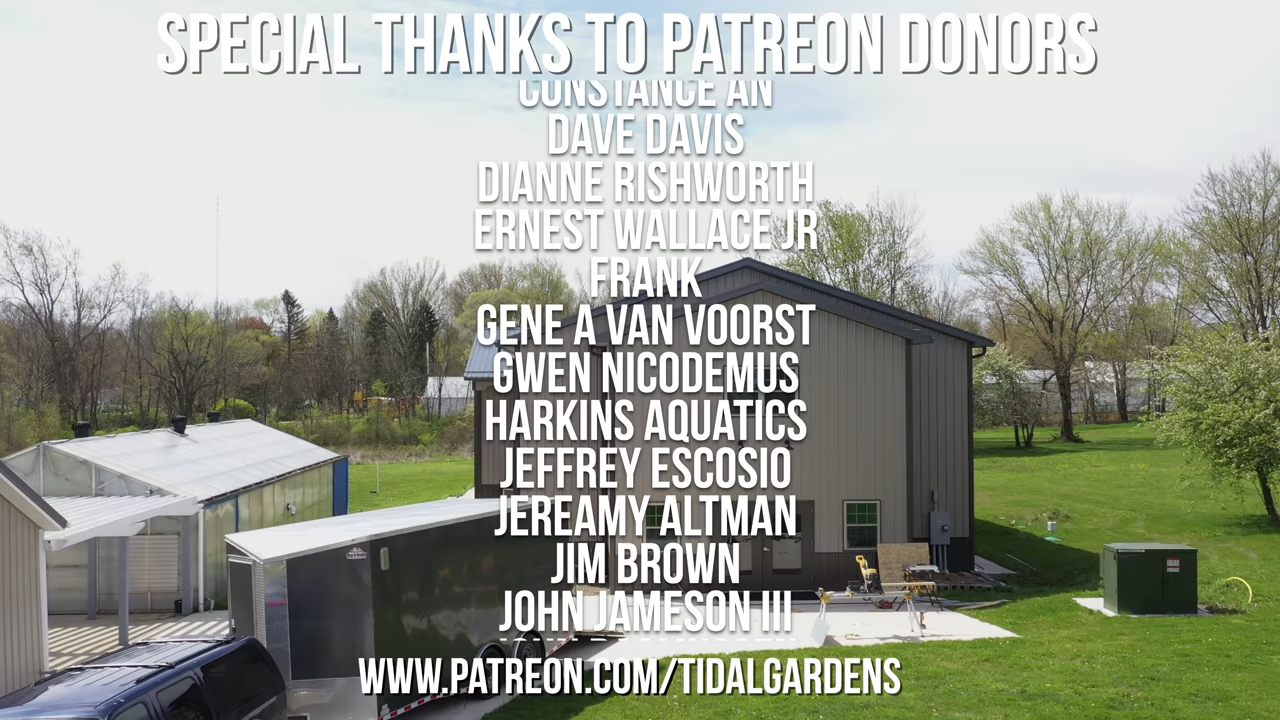 SPECIAL THANKS TO PATREON DONORS
CONSTANCE AN
DAVE DAVIS
DIANNE RISHWORTH
ERNEST WALLACE JR
FRANK
GENE A VAN VOORST
GWEN NICODEMUS
HARKINS AQUATICS
JEFFREY ESCOSIO
JEREAMY ALTMAN
JIM BROWN
JOHN JAMESON III
WWW.PATREON.COM/TIDALGARDENS